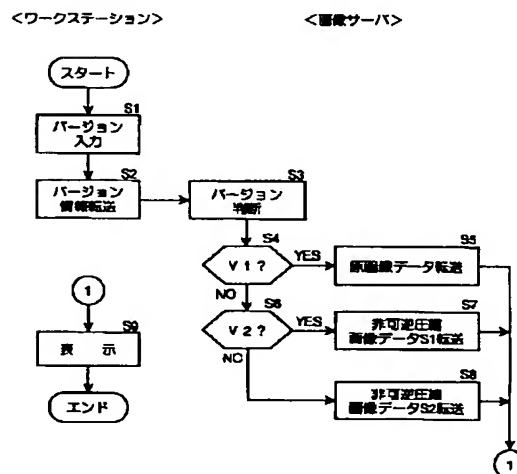 <ワークステーション>
<画像サーバ>
スタート
S1
バージョン
入力
S2
バージョン
情報転送
S3
バージョン
判断
S4
V1?
YES
NO
S5
原画像データ転送
S6
V2?
YES
NO
S7
非可逆圧縮
画像データS1転送
S8
非可逆圧縮
画像データS2転送
1
1
S9
表 示
エンド